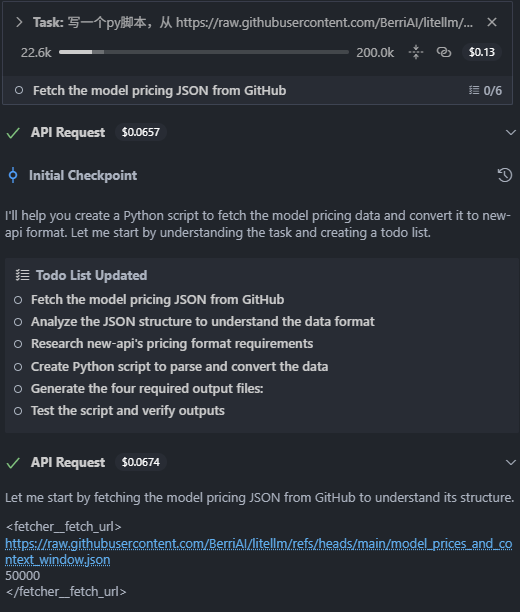 Task: 写一个py脚本，从 https://raw.githubusercontent.com/BerriAI/litellm/...
22.6k 200.0k $0.13
Fetch the model pricing JSON from GitHub 0/6
API Request $0.0657
Initial Checkpoint
I'll help you create a Python script to fetch the model pricing data and convert it to new-
api format. Let me start by understanding the task and creating a todo list.
Todo List Updated
Fetch the model pricing JSON from GitHub
Analyze the JSON structure to understand the data format
Research new-api's pricing format requirements
Create Python script to parse and convert the data
Generate the four required output files:
Test the script and verify outputs
API Request $0.0674
Let me start by fetching the model pricing JSON from GitHub to understand its structure.
<fetcher__fetch_url>
https://raw.githubusercontent.com/BerriAI/litellm/refs/heads/main/model_prices_and_co
ntext_window.json
50000
</fetcher__fetch_url>